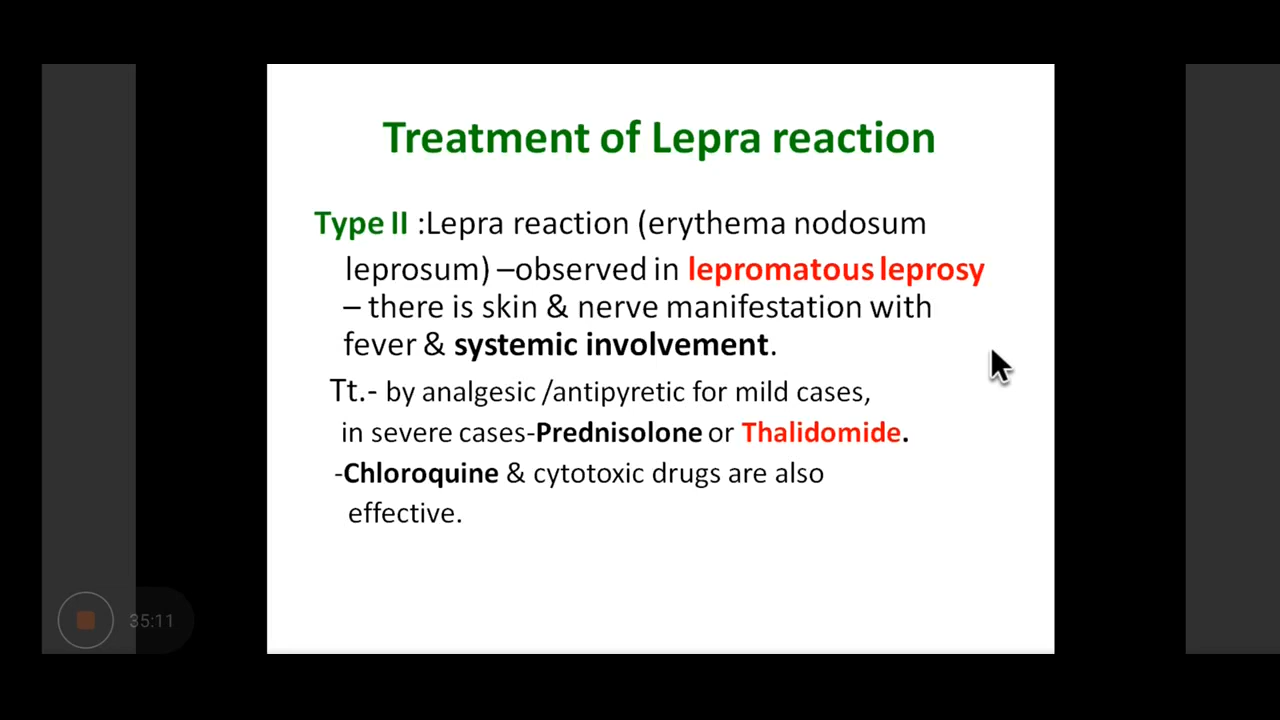 Treatment of Lepra reaction
Type II :Lepra reaction (erythema nodosum
leprosum) –observed in lepromatous leprosy
– there is skin & nerve manifestation with
fever & systemic involvement.
Tt.- by analgesic /antipyretic for mild cases,
in severe cases-Prednisolone or Thalidomide.
-Chloroquine & cytotoxic drugs are also
effective.
35:11